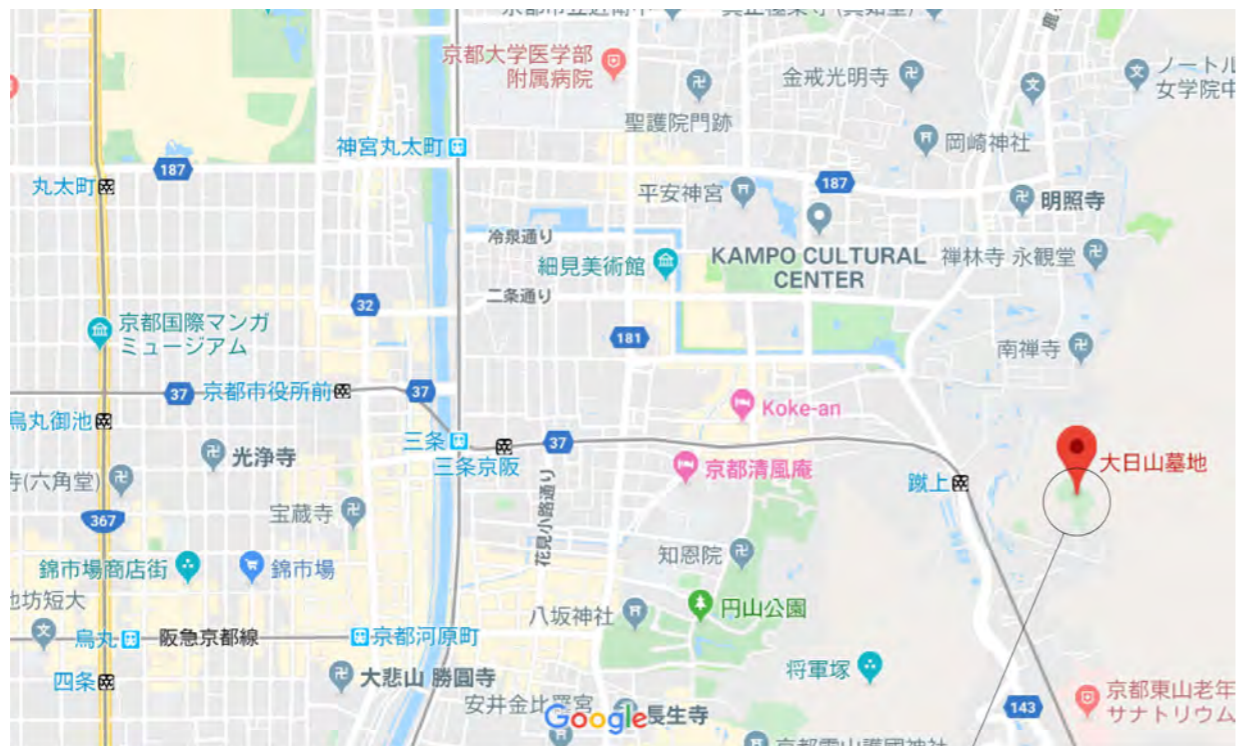 京都大学医学部
附属病院
金戒光明寺
ノートル
女学院中
聖護院門跡
岡崎神社
神宮丸太町
187
丸太町
平安神宮
187
明照寺
冷泉通り
細見美術館
KAMPO CULTURAL
CENTER
禅林寺 永観堂
二条通り
32
京都国際マンガ
ミュージアム
181
南禅寺
37
京都市役所前
37
Koke-an
烏丸御池
三条
37
三条京阪
光浄寺
京都清風庵
大日山墓地
寺(六角堂)
蹴上
367
宝蔵寺
花見小路通り
知恩院
錦市場商店街
錦市場
池坊短大
八坂神社
円山公園
烏丸
阪急京都線
京都河原町
四条
大悲山 勝圓寺
将軍塚
安井金比羅宮
Google
長生寺
143
京都東山老年
サナトリウム